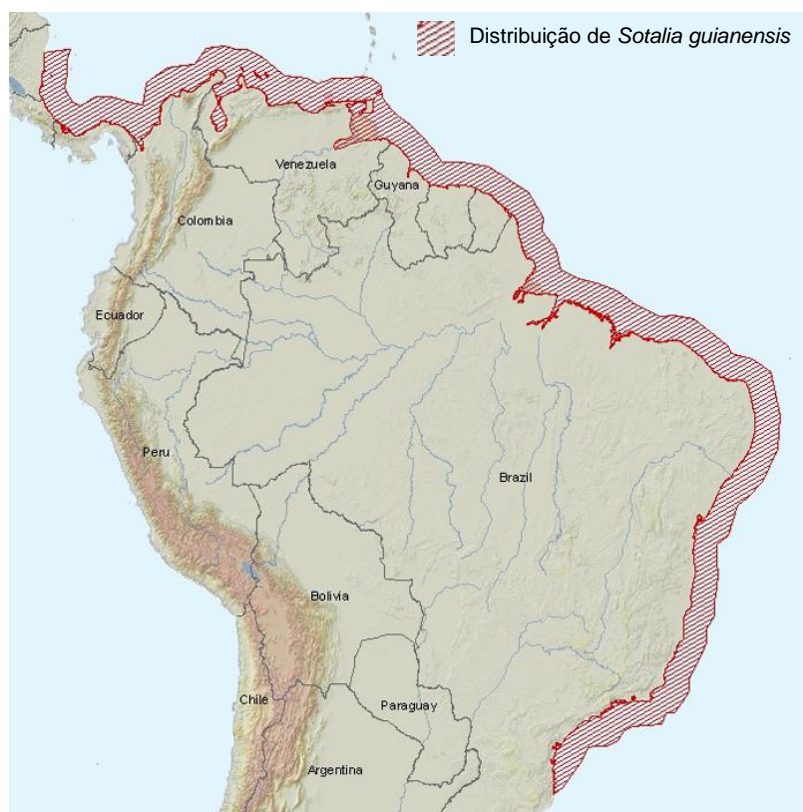 Distribuição de Sotalia guianensis
Venezuela
Guyana
Colombia
Ecuador
Peru
Brazil
Bolivia
Chile
Paraguay
Argentina